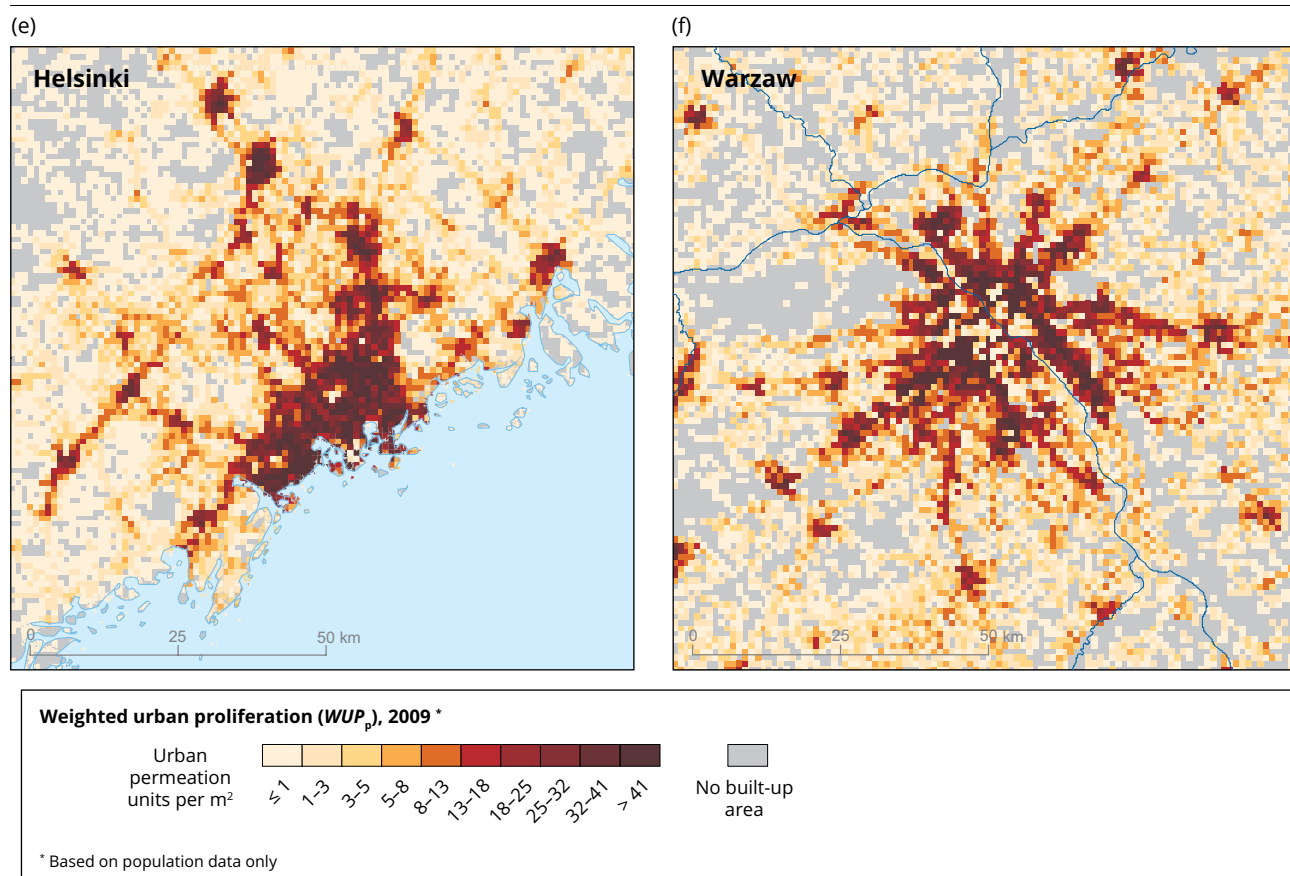 (e)
(f)
Helsinki
Warzaw
0 25 50 km
0 25 50 km
Weighted urban proliferation (WUPp), 2009 *
Urban
permeation
units per m²
≤ 1
1–3
3–5
5–8
8–13
13–18
18–25
25–32
32–41
> 41
No built-up
area
* Based on population data only